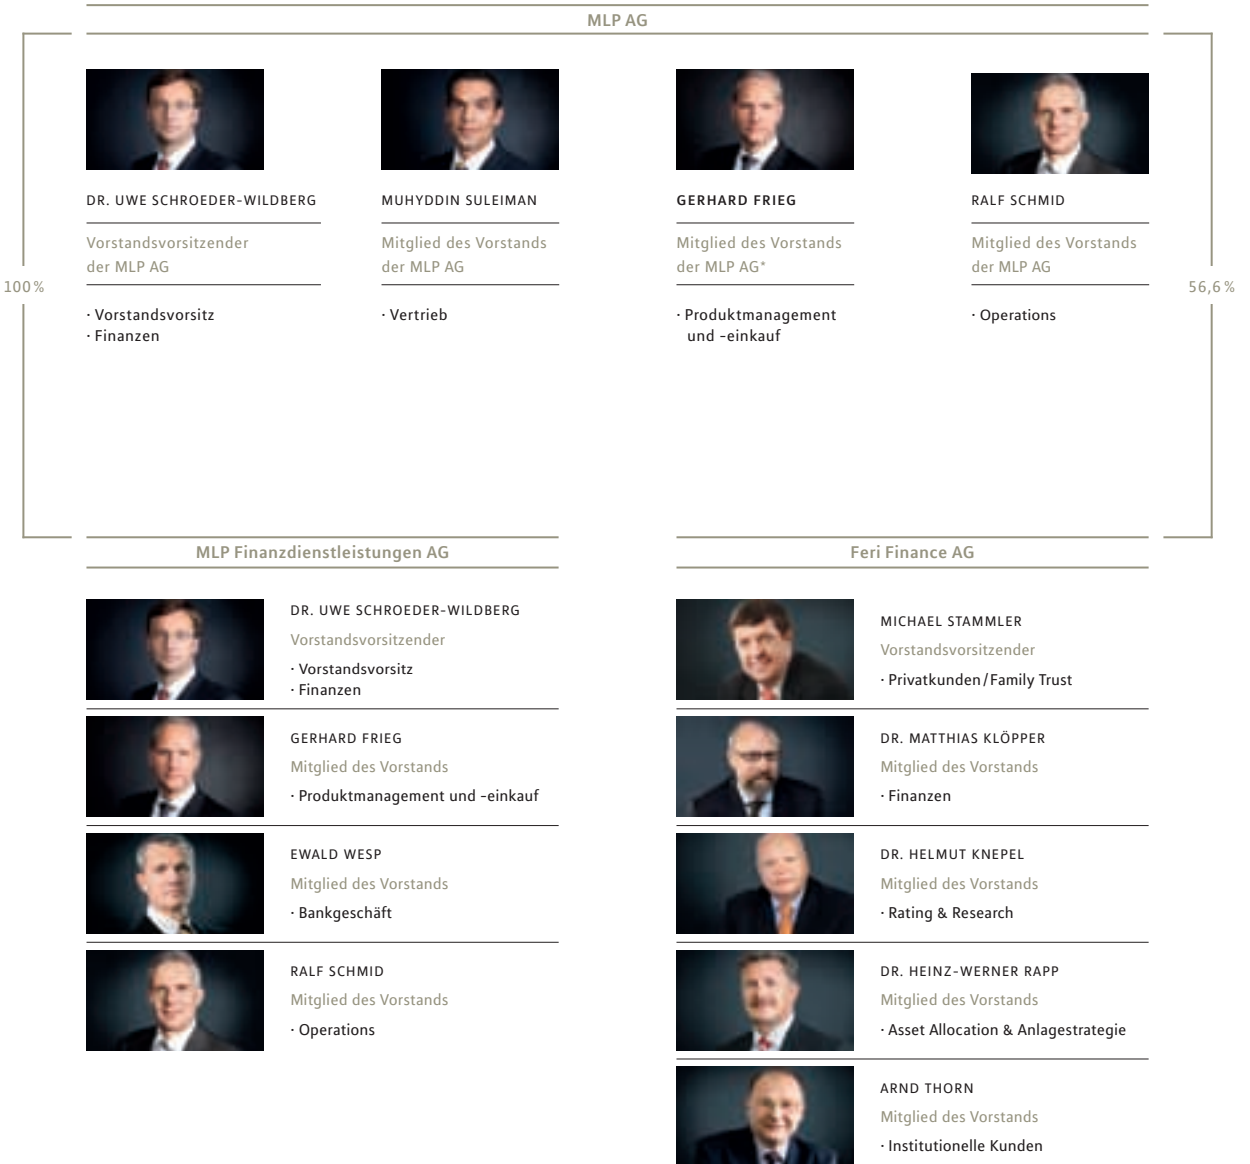 MLP AG
DR. UWE SCHROEDER-WILDBERG
Vorstandsvorsitzender
der MLP AG
· Vorstandsvorsitz
· Finanzen
MUHYDDIN SULEIMAN
Mitglied des Vorstands
der MLP AG
· Vertrieb
GERHARD FRIEG
Mitglied des Vorstands
der MLP AG*
· Produktmanagement
und -einkauf
RALF SCHMID
Mitglied des Vorstands
der MLP AG
· Operations
100 %
56,6 %
MLP Finanzdienstleistungen AG
DR. UWE SCHROEDER-WILDBERG
Vorstandsvorsitzender
· Vorstandsvorsitz
· Finanzen
GERHARD FRIEG
Mitglied des Vorstands
· Produktmanagement und -einkauf
EWALD WESP
Mitglied des Vorstands
· Bankgeschäft
RALF SCHMID
Mitglied des Vorstands
· Operations
Feri Finance AG
MICHAEL STAMMLER
Vorstandsvorsitzender
· Privatkunden / Family Trust
DR. MATTHIAS KLÖPPER
Mitglied des Vorstands
· Finanzen
DR. HELMUT KNEPEL
Mitglied des Vorstands
· Rating & Research
DR. HEINZ-WERNER RAPP
Mitglied des Vorstands
· Asset Allocation & Anlagestrategie
ARND THORN
Mitglied des Vorstands
· Institutionelle Kunden